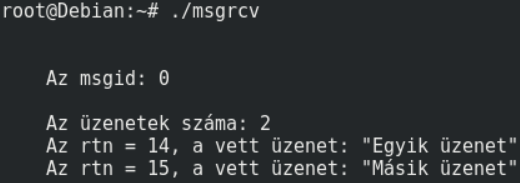 root@Debian:~# ./msgrcv
Az msgid: 0
Az üzenetek száma: 2
Az rtn = 14, a vett üzenet: "Egyik üzenet"
Az rtn = 15, a vett üzenet: "Másik üzenet"